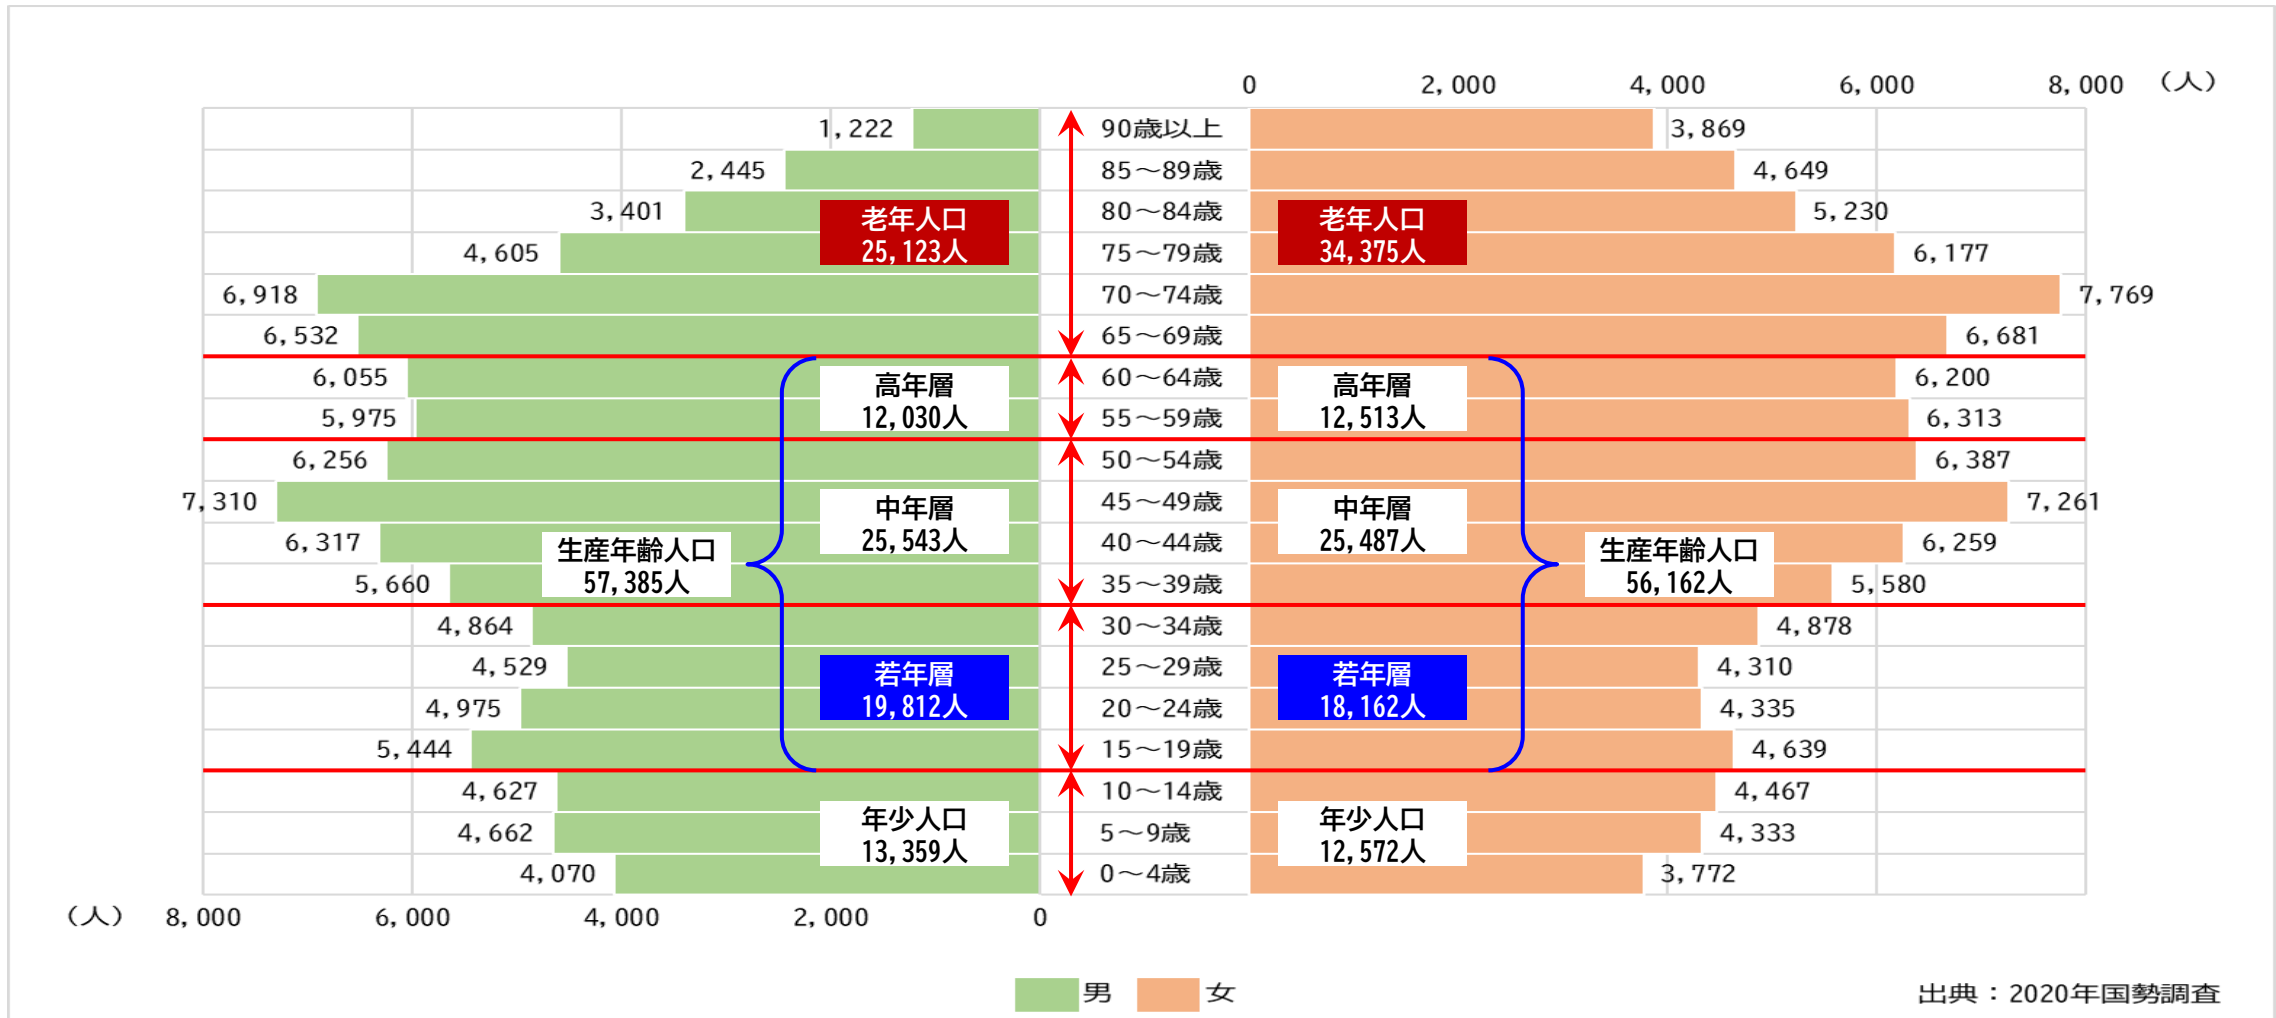 0 2,000 4,000 6,000 8,000 （人）
1,222 90歳以上 3,869
2,445 85～89歳 4,649
3,401 80～84歳 5,230
老年人口 老年人口
25,123人 34,375人
4,605 75～79歳 6,177
6,918 70～74歳 7,769
6,532 65～69歳 6,681
6,055 60～64歳 6,200
高年層 高年層
12,030人 12,513人
5,975 55～59歳 6,313
6,256 50～54歳 6,387
7,310 45～49歳 7,261
中年層 中年層
25,543人 25,487人
6,317 40～44歳 6,259
生産年齢人口 生産年齢人口
57,385人 56,162人
5,660 35～39歳 5,580
4,864 30～34歳 4,878
4,529 25～29歳 4,310
若年層 若年層
19,812人 18,162人
4,975 20～24歳 4,335
5,444 15～19歳 4,639
4,627 10～14歳 4,467
年少人口 年少人口
13,359人 12,572人
4,662 5～9歳 4,333
4,070 0～4歳 3,772
（人） 8,000 6,000 4,000 2,000 0
男 女
出典：2020年国勢調査